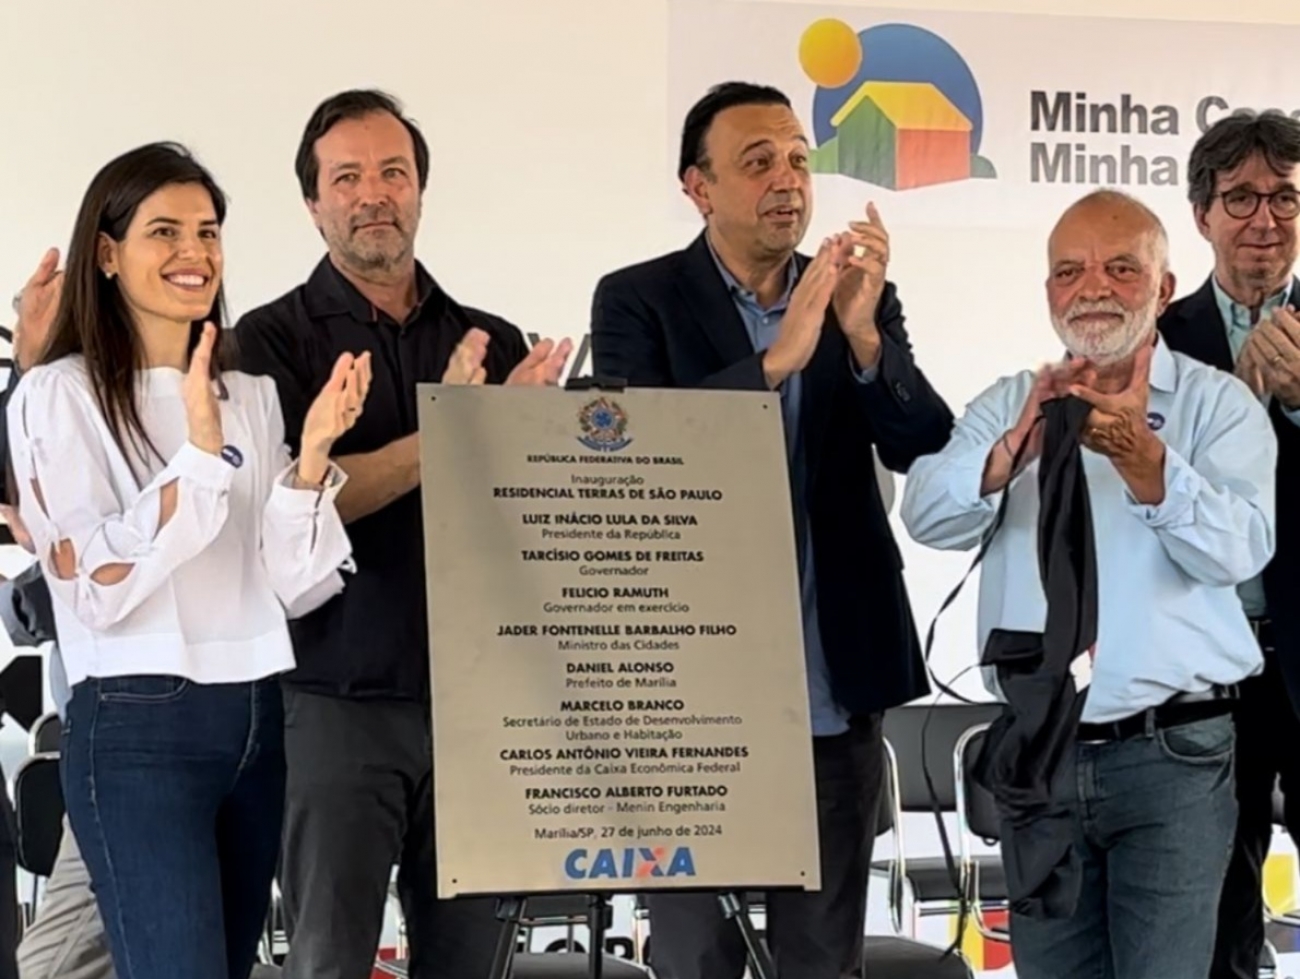 Minha
Minha
REPÚBLICA FEDERATIVA DO BRASIL
Inauguração
RESIDENCIAL TERRAS DE SÃO PAULO
LUIZ INÁCIO LULA DA SILVA
Presidente da República
TARCÍSIO GOMES DE FREITAS
Governador
FELICIO RAMUTH
Governador em exercício
JADER FONTENELLE BARBALHO FILHO
Ministro das Cidades
DANIEL ALONSO
Prefeito de Marília
MARCELO BRANCO
Secretário de Estado de Desenvolvimento
Urbano e Habitação
CARLOS ANTÔNIO VIEIRA FERNANDES
Presidente da Caixa Econômica Federal
FRANCISCO ALBERTO FURTADO
Sócio diretor - Menin Engenharia
Marília/SP, 27 de junho de 2024
CAIXA